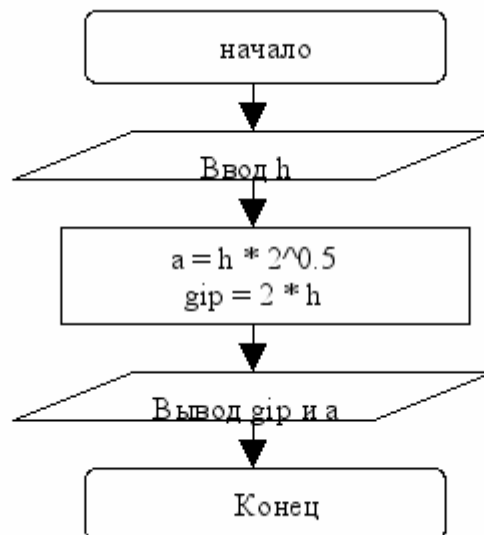 начало
Ввод h
a = h * 2^0.5
gip = 2 * h
Вывод gip и a
Конец